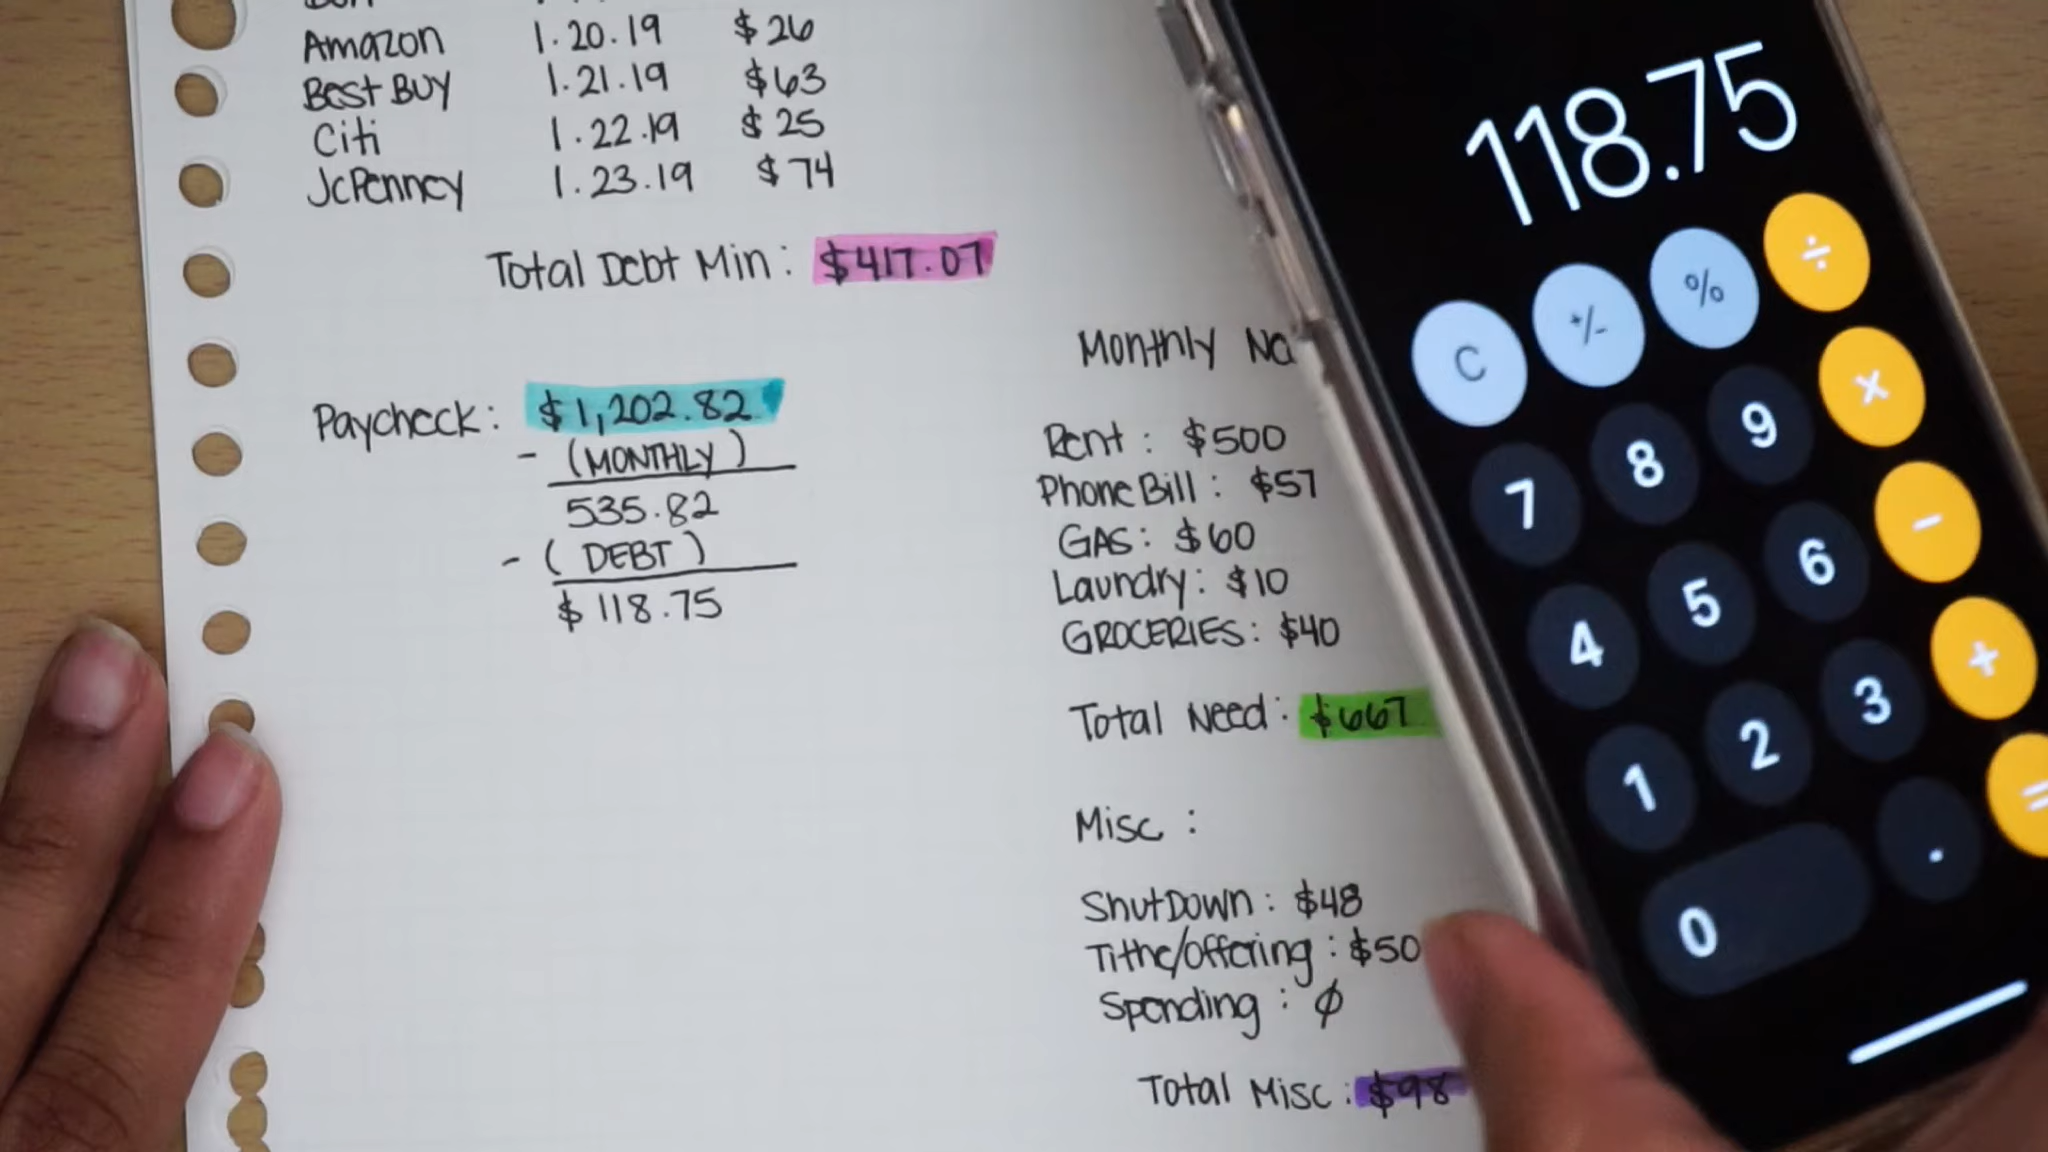 Amazon 1.20.19 $26
Best Buy 1.21.19 $63
Citi 1.22.19 $25
JcPenney 1.23.19 $74
Total Debt Min: $417.07
Paycheck: $1,202.82
- (MONTHLY)
535.82
- (DEBT)
$118.75
Monthly
Rent: $500
Phone Bill: $57
GAS: $60
Laundry: $10
GROCERIES: $40
Total Need: $667
Misc:
ShutDown: $48
Tithe/offering: $50
Spending: ∅
Total Misc: $98
118.75
C +/- % ÷
7 8 9 ×
4 5 6 −
1 2 3 +
0 . =